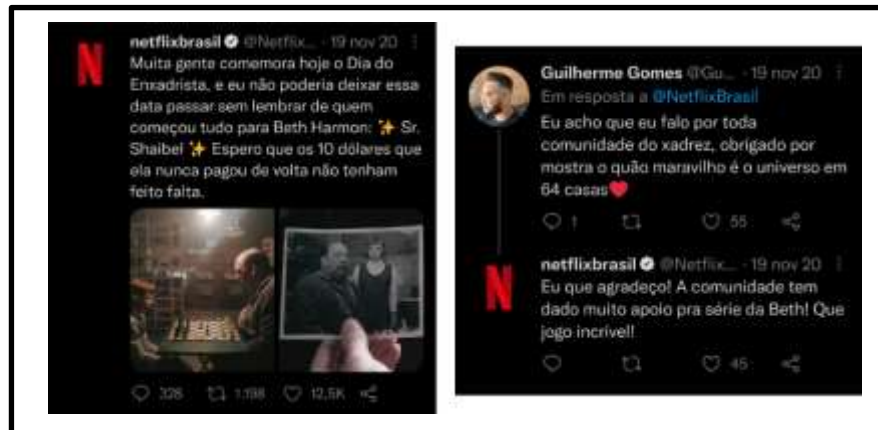 netflixbrasil @Netflix... · 19 nov 20
Muita gente comemora hoje o Dia do
Enxadrista, e eu não poderia deixar essa
data passar sem lembrar de quem
começou tudo para Beth Harmon: ✨ Sr.
Shaibel ✨ Espero que os 10 dólares que
ela nunca pagou de volta não tenham
feito falta.
328 1.198 12,5K
Guilherme Gomes @Gu... · 19 nov 20
Em resposta a @NetflixBrasil
Eu acho que eu falo por toda
comunidade do xadrez, obrigado por
mostra o quão maravilho é o universo em
64 casas❤️
1 55
netflixbrasil @Netflix... · 19 nov 20
Eu que agradeço! A comunidade tem
dado muito apoio pra série da Beth! Que
jogo incrível!
45